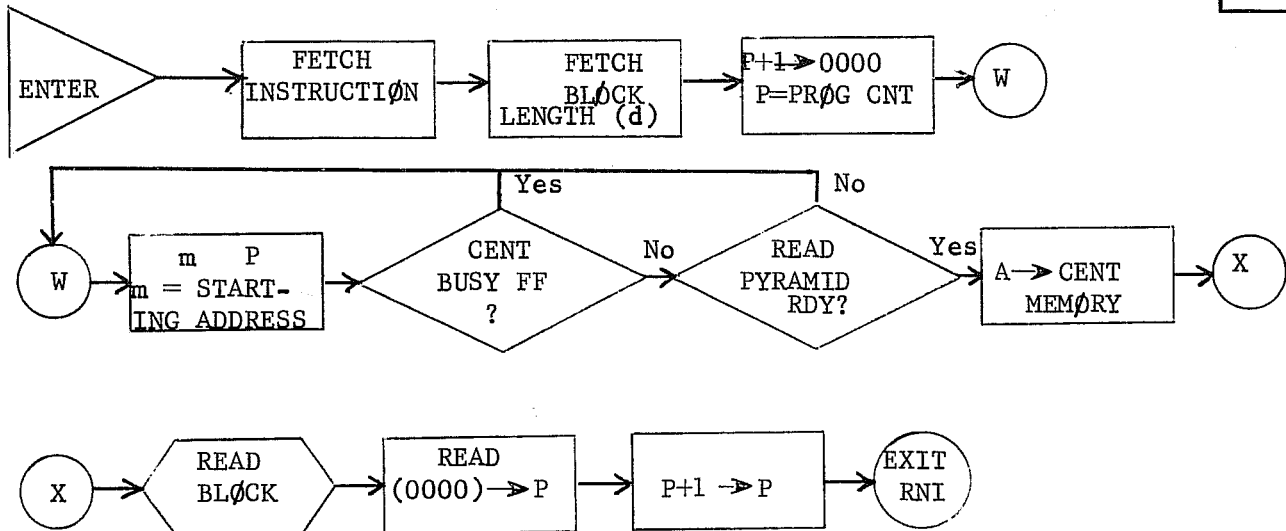 ENTER
FETCH
INSTRUCTIØN
FETCH
BLØCK
LENGTH (d)
P+1→0000
P=PRØG CNT
W
Yes
No
W
m P
m = START-
ING ADDRESS
CENT
BUSY FF
?
No
READ
PYRAMID
RDY?
Yes
A→ CENT
MEMØRY
X
X
READ
BLØCK
READ
(0000)→P
P+1 →P
EXIT
RNI